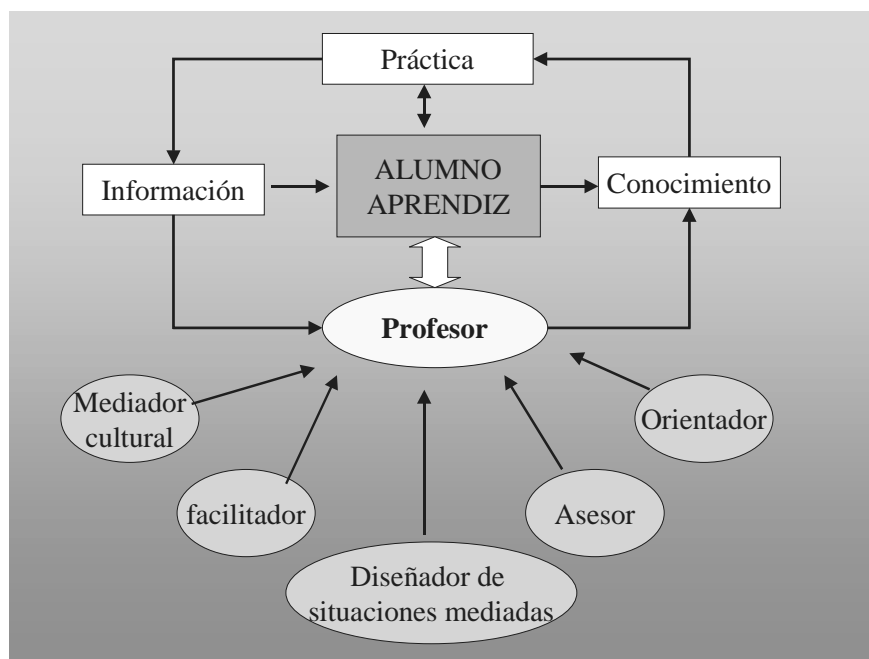 Práctica
ALUMNO
APRENDIZ
Información
Conocimiento
Profesor
Mediador
cultural
Orientador
facilitador
Asesor
Diseñador de
situaciones mediadas